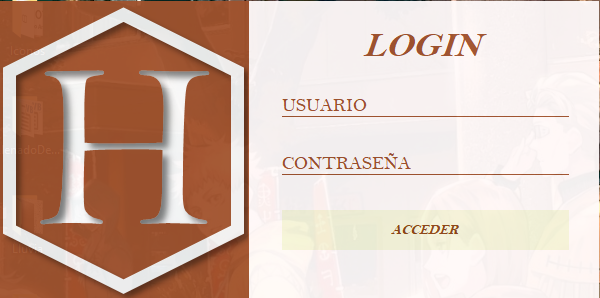 H
LOGIN
USUARIO
CONTRASEÑA
ACCEDER